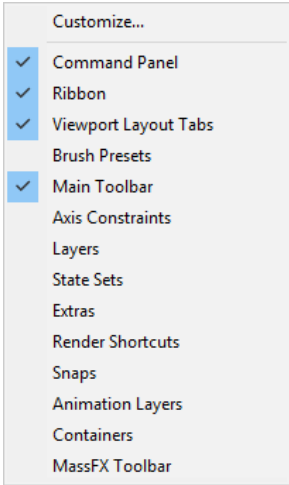 Customize...
Command Panel
Ribbon
Viewport Layout Tabs
Brush Presets
Main Toolbar
Axis Constraints
Layers
State Sets
Extras
Render Shortcuts
Snaps
Animation Layers
Containers
MassFX Toolbar